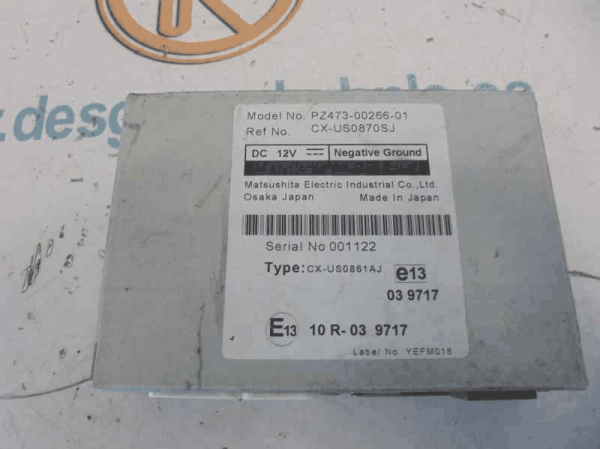 Model No. PZ473-00266-01
Ref No. CX-US0870SJ
DC 12V Negative Ground
Matsushita Electric Industrial Co.,Ltd.
Osaka Japan Made In Japan
Serial No 001122
Type:CX-US0861AJ e13
03 9717
E13 10 R- 03 9717
Label No. YEFM016